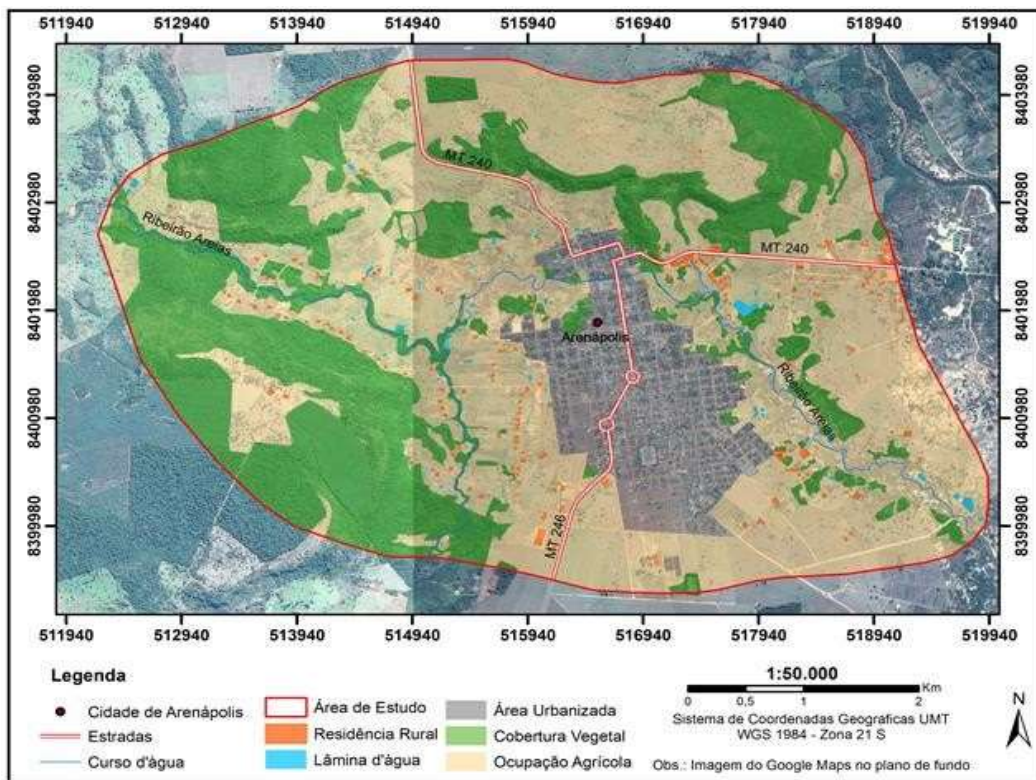 511940 512940 513940 514940 515940 516940 517940 518940 519940
8403980 8403980
8402980 8402980
8401980 8401980
8400980 8400980
8399980 8399980
MT 240
MT 240
Ribeirão Areias
Arenápolis
Ribeirão Areias
MT 246
511940 512940 513940 514940 515940 516940 517940 518940 519940
Legenda
Cidade de Arenápolis
Estradas
Curso d'água
Área de Estudo
Residência Rural
Lâmina d'água
Área Urbanizada
Cobertura Vegetal
Ocupação Agrícola
1:50.000
Km
0 0,5 1 2
Sistema de Coordenadas Geograficas UMT
WGS 1984 - Zona 21 S
Obs.: Imagem do Google Maps no plano de fundo
N